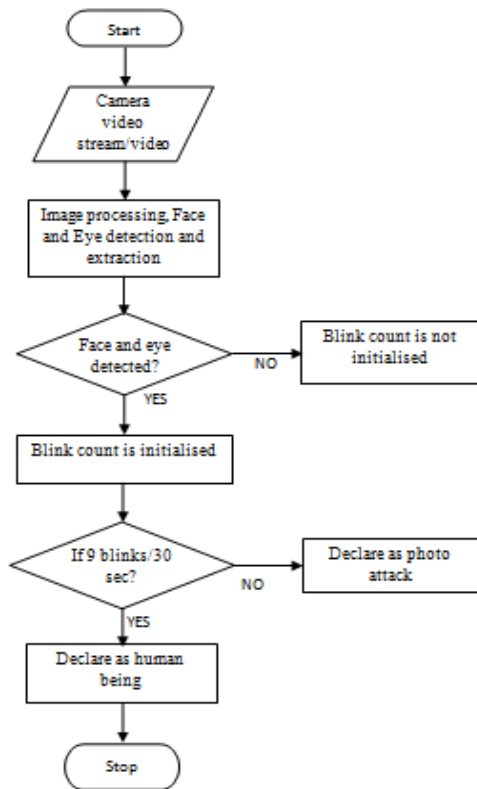 Start
Camera
video
stream/video
Image processing, Face
and Eye detection and
extraction
Face and eye
detected?
NO
Blink count is not
initialised
YES
Blink count is initialised
If 9 blinks/30
sec?
NO
Declare as photo
attack
YES
Declare as human
being
Stop